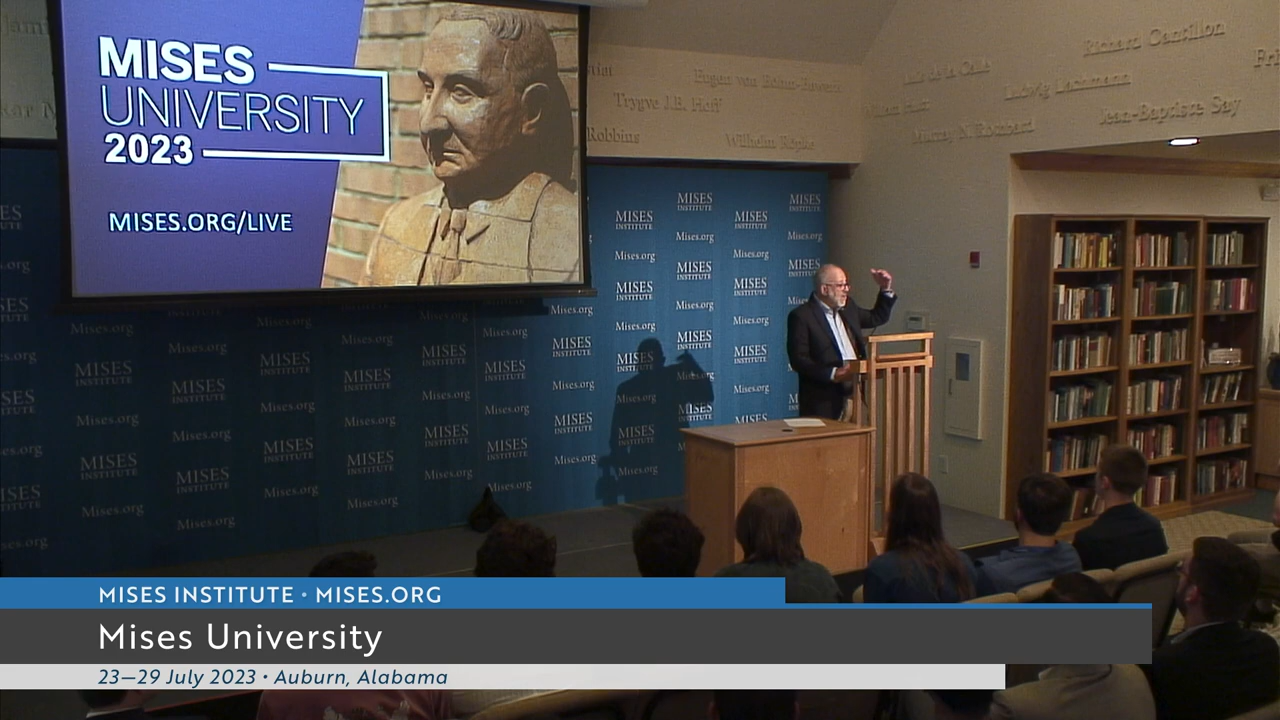 MISES
UNIVERSITY
2023
MISES.ORG/LIVE
Eugen von Böhm-Bawerk
Trygve J.B. Hoff
Robbins
Wilhelm Röpke
Richard Cantillon
Ludwig Lachmann
Jean-Baptiste Say
Murray N. Rothbard
MISES
INSTITUTE
Mises.org
MISES INSTITUTE • MISES.ORG
Mises University
23—29 July 2023 • Auburn, Alabama